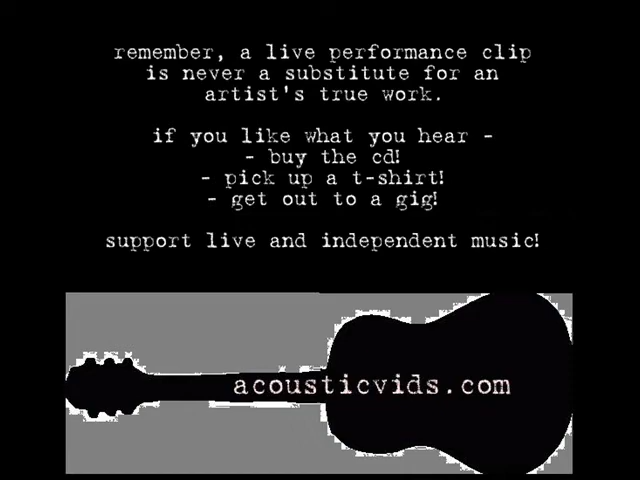 remember, a live performance clip
is never a substitute for an
artist's true work.
if you like what you hear -
- buy the cd!
- pick up a t-shirt!
- get out to a gig!
support live and independent music!
acousticvids.com